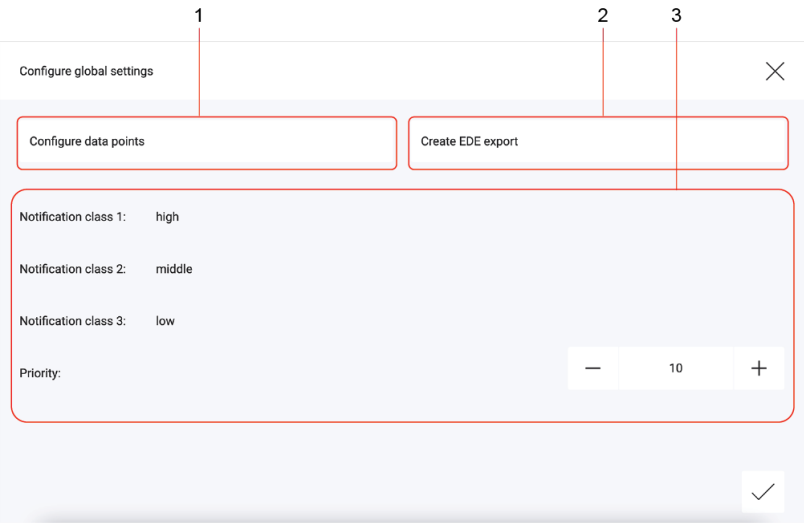 1 2 3
Configure global settings
Configure data points Create EDE export
Notification class 1: high
Notification class 2: middle
Notification class 3: low
Priority: 10